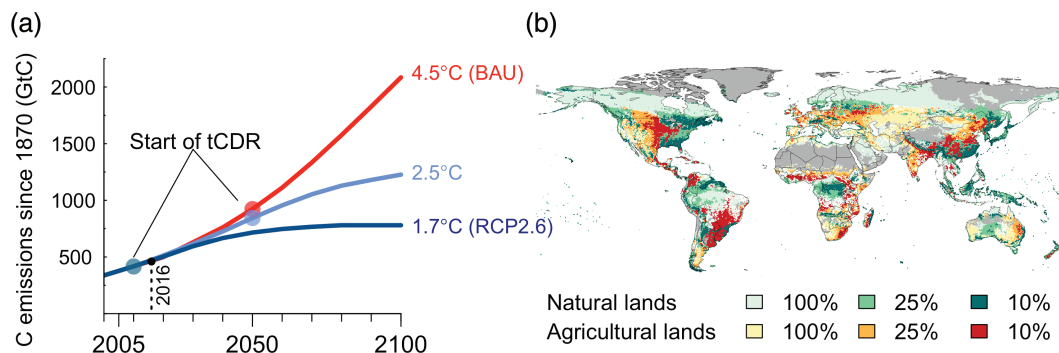 (a)
C emissions since 1870 (GtC)
2000
1500
1000
500
Start of tCDR
4.5°C (BAU)
2.5°C
1.7°C (RCP2.6)
2016
2005
2050
2100
(b)
Natural lands 100% 25% 10%
Agricultural lands 100% 25% 10%